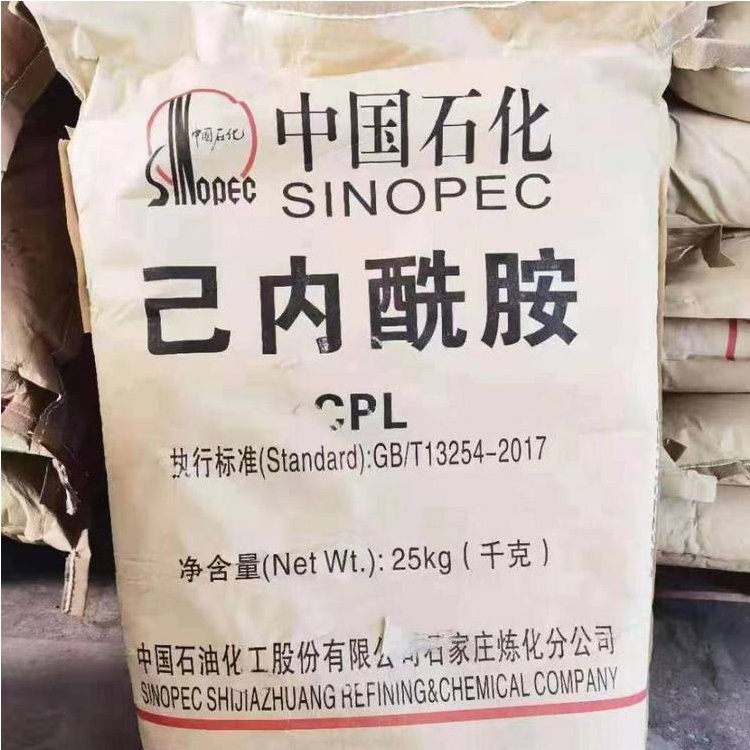 中国石化
SINOPEC
中国石化
SINOPEC
己内酰胺
CPL
执行标准(Standard):GB/T13254-2017
净含量(Net Wt.): 25kg(千克)
中国石油化工股份有限公司石家庄炼化分公司
SINOPEC SHIJIAZHUANG REFINING&CHEMICAL COMPANY